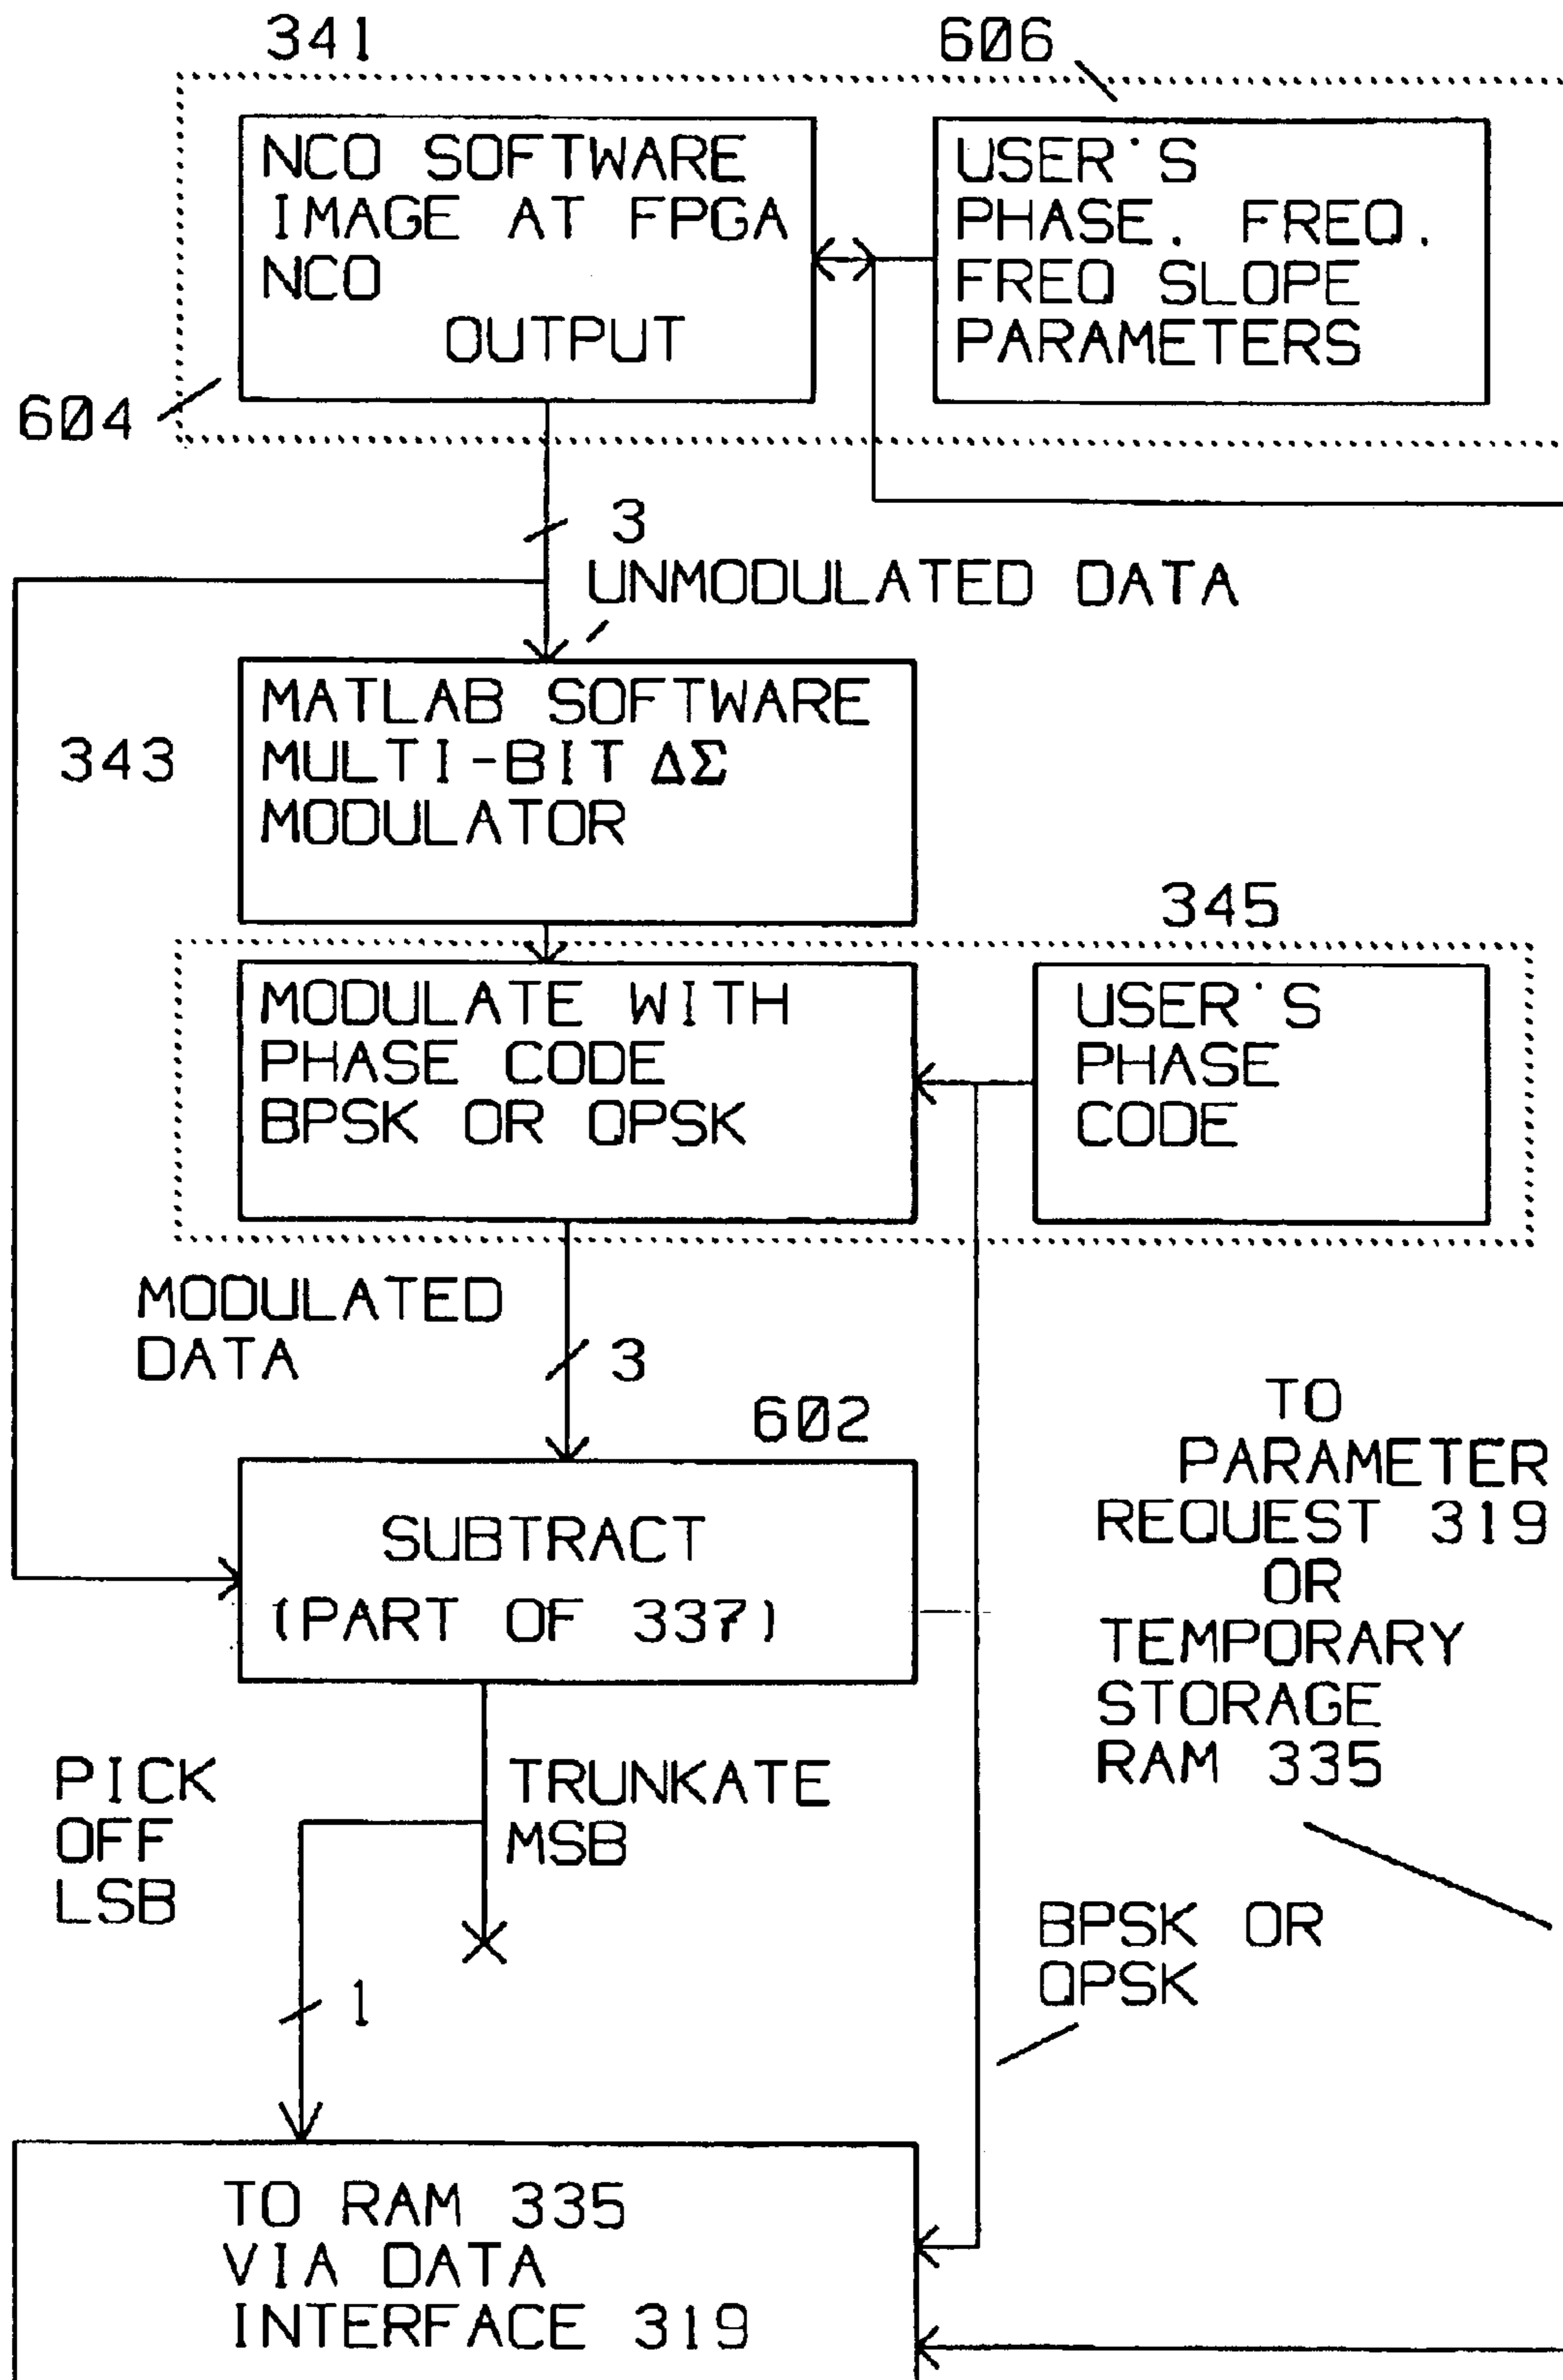 341
606
NCO SOFTWARE
IMAGE AT FPGA
NCO
OUTPUT
USER'S
PHASE. FREQ.
FREQ SLOPE
PARAMETERS
604
3
UNMODULATED DATA
343
MATLAB SOFTWARE
MULTI-BIT ΔΣ
MODULATOR
345
MODULATE WITH
PHASE CODE
BPSK OR QPSK
USER'S
PHASE
CODE
MODULATED
DATA
3
602
SUBTRACT
(PART OF 337)
TO
PARAMETER
REQUEST 319
OR
TEMPORARY
STORAGE
RAM 335
PICK
OFF
LSB
TRUNKATE
MSB
1
BPSK OR
QPSK
TO RAM 335
VIA DATA
INTERFACE 319